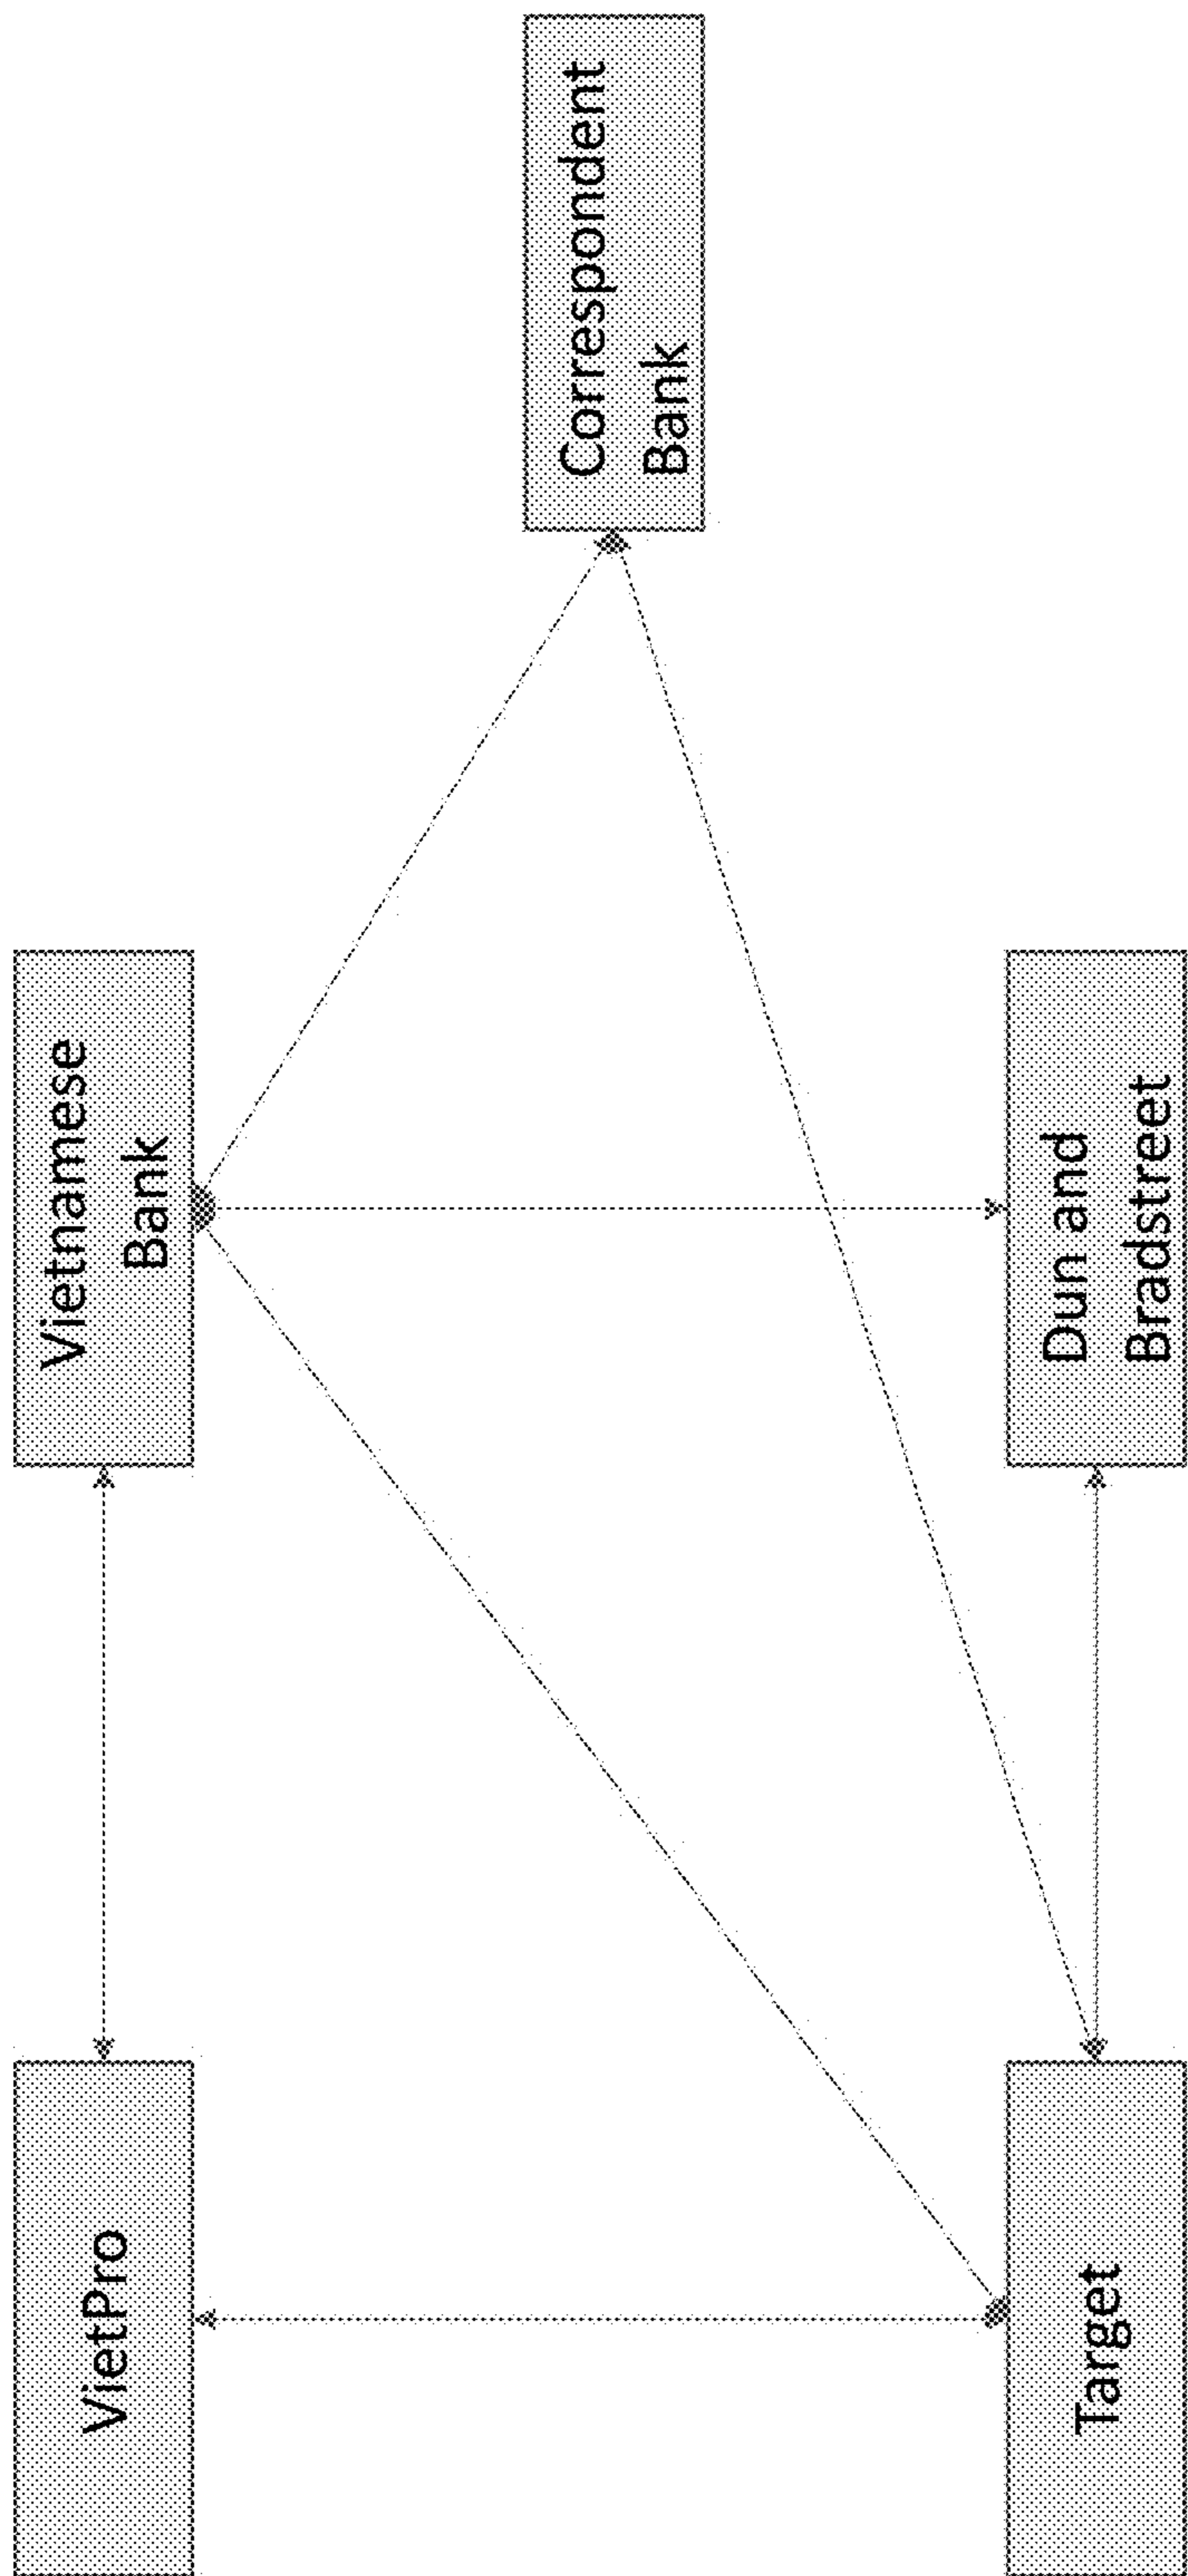 VietPro
Vietnamese
Bank
Correspondent
Bank
Target
Dun and
Bradstreet